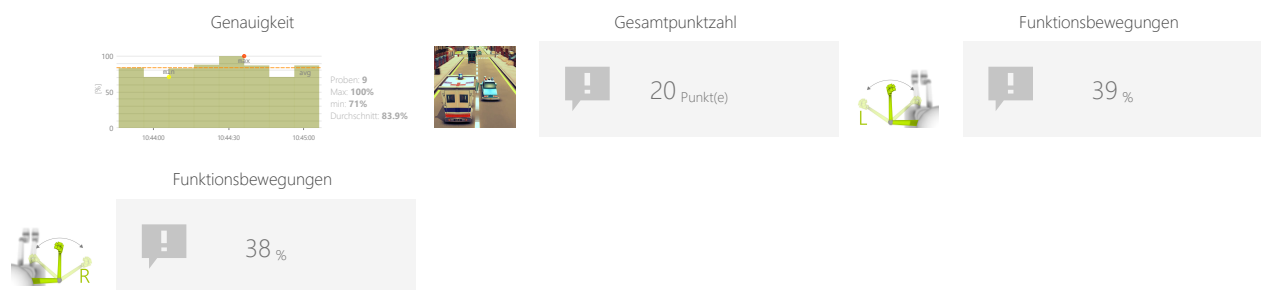 Genauigkeit
100
50
0
[%]
min
max
avg
10:44:00
10:44:30
10:45:00
Proben: 9
Max: 100%
min: 71%
Durchschnitt: 83.9%
Gesamtpunktzahl
20 Punkt(e)
Funktionsbewegungen
L
39 %
Funktionsbewegungen
R
38 %